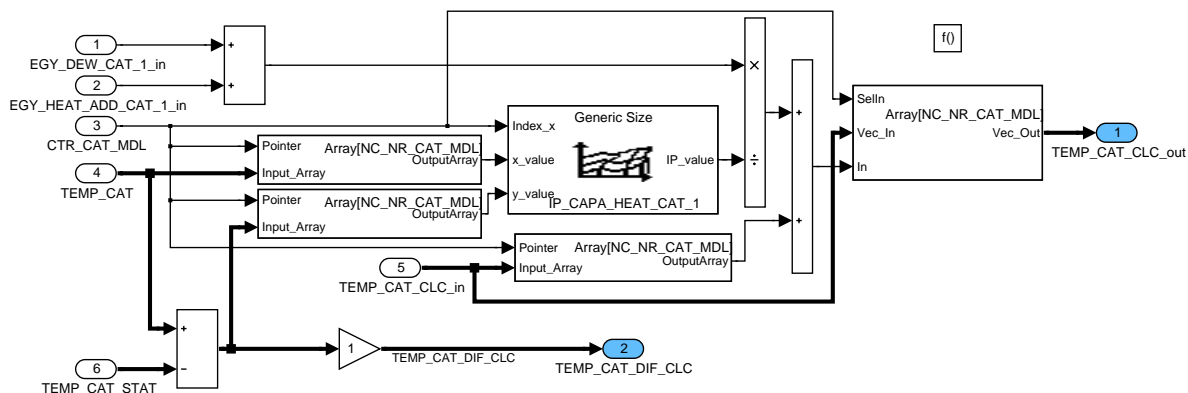 1
EGY_DEW_CAT_1_in
2
EGY_HEAT_ADD_CAT_1_in
3
CTR_CAT_MDL
4
TEMP_CAT
+
+
Pointer
Array[NC_NR_CAT_MDL]
OutputArray
Input_Array
Pointer
Array[NC_NR_CAT_MDL]
OutputArray
Input_Array
Index_x
Generic Size
x_value
IP_value
y_value
IP_CAPA_HEAT_CAT_1
×
÷
+
+
f()
SelIn
Array[NC_NR_CAT_MDL]
Vec_In
Vec_Out
In
1
TEMP_CAT_CLC_out
Pointer
Array[NC_NR_CAT_MDL]
OutputArray
Input_Array
5
TEMP_CAT_CLC_in
+
−
6
TEMP_CAT_STAT
1
TEMP_CAT_DIF_CLC
2
TEMP_CAT_DIF_CLC